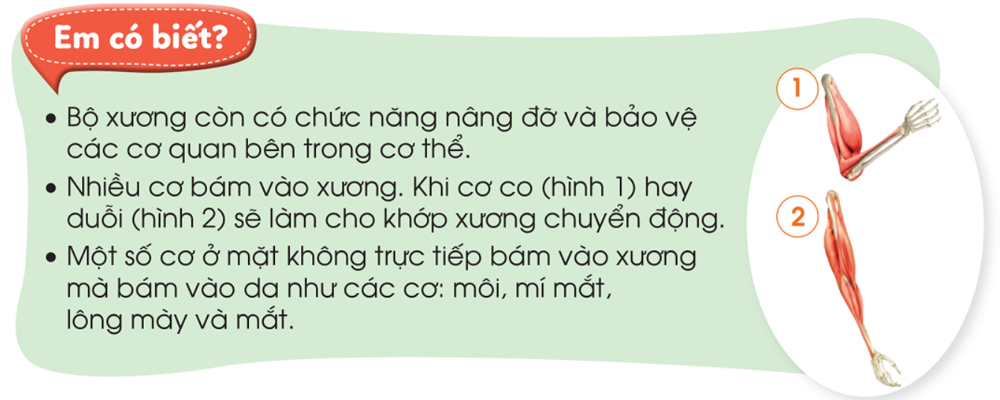 Em có biết?
• Bộ xương còn có chức năng nâng đỡ và bảo vệ
các cơ quan bên trong cơ thể.
• Nhiều cơ bám vào xương. Khi cơ co (hình 1) hay
duỗi (hình 2) sẽ làm cho khớp xương chuyển động.
• Một số cơ ở mặt không trực tiếp bám vào xương
mà bám vào da như các cơ: môi, mí mắt,
lông mày và mắt.
1
2